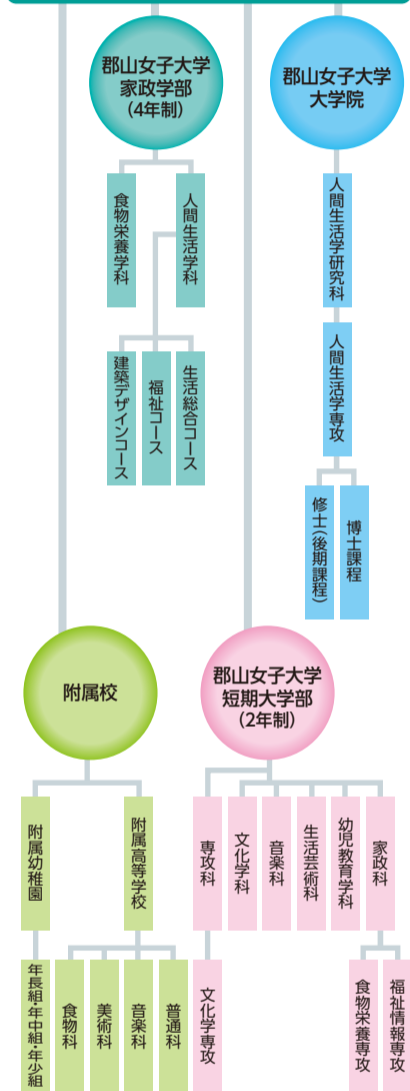 郡山女子大学
家政学部
（4年制）
郡山女子大学
大学院
食物栄養学科
人間生活学科
建築デザインコース
福祉コース
生活総合コース
人間生活学研究科
人間生活学専攻
修士（後期課程）
博士課程
附属校
郡山女子大学
短期大学部
（2年制）
附属幼稚園
附属高等学校
年長組・年中組・年少組
食物科
美術科
音楽科
普通科
専攻科
文化学科
音楽科
生活芸術科
幼児教育学科
家政科
文化学専攻
食物栄養専攻
福祉情報専攻